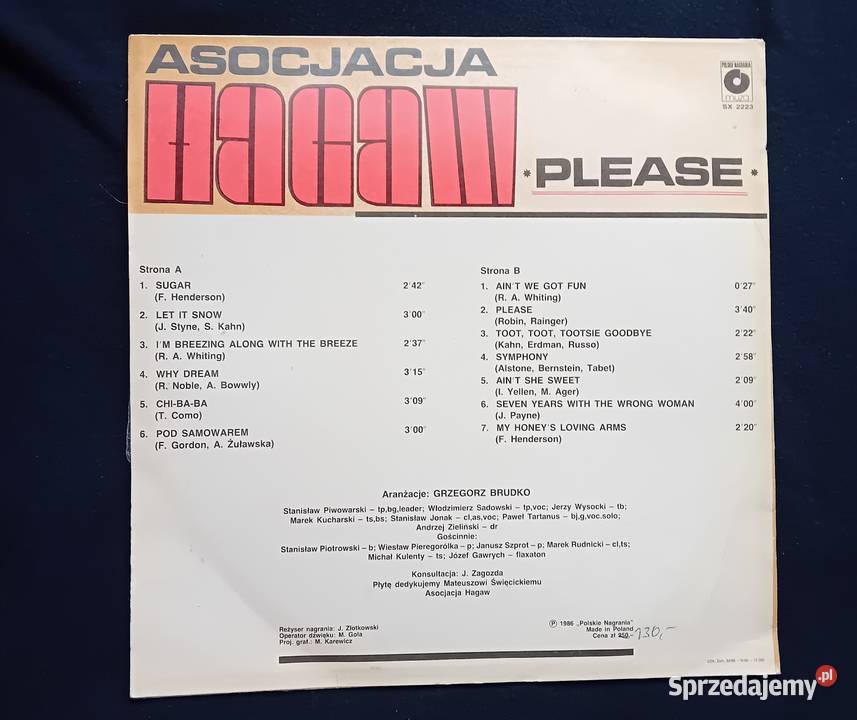 ASOCJACJA
HAGAW
POLSKIE NAGRANIA
muza
SX 2223
* PLEASE *
Strona A
1. SUGAR 2'42"
(F. Henderson)
2. LET IT SNOW 3'00"
(J. Styne, S. Kahn)
3. I'M BREEZING ALONG WITH THE BREEZE 2'37"
(R. A. Whiting)
4. WHY DREAM 3'15"
(R. Noble, A. Bowwly)
5. CHI-BA-BA 3'09"
(T. Como)
6. POD SAMOWAREM 3'00"
(F. Gordon, A. Żuławska)
Strona B
1. AIN'T WE GOT FUN 0'27"
(R. A. Whiting)
2. PLEASE 3'40"
(Robin, Rainger)
3. TOOT, TOOT, TOOTSIE GOODBYE 2'22"
(Kahn, Erdman, Russo)
4. SYMPHONY 2'58"
(Alstone, Bernstein, Tabet)
5. AIN'T SHE SWEET 2'09"
(I. Yellen, M. Ager)
6. SEVEN YEARS WITH THE WRONG WOMAN 4'00"
(J. Payne)
7. MY HONEY'S LOVING ARMS 2'20"
(F. Henderson)
Aranżacje: GRZEGORZ BRUDKO
Stanisław Piwowarski – tp,bg,leader; Włodzimierz Sadowski – tp,voc; Jerzy Wysocki – tb;
Marek Kucharski – ts,bs; Stanisław Jonak – cl,as,voc; Paweł Tartanus – bj,g,voc.solo;
Andrzej Zieliński – dr
Gościnnie:
Stanisław Piotrowski – b; Wiesław Pieregorólka – p; Janusz Szprot – p; Marek Rudnicki – cl,ts;
Michał Kulenty – ts; Józef Gawrych – flaxaton
Konsultacja: J. Zagozda
Płytę dedykujemy Mateuszowi Święcickiemu
Asocjacja Hagaw
Reżyser nagrania: J. Złotkowski
Operator dźwięku: M. Gola
Proj. graf.: M. Karewicz
Ⓟ 1986 „Polskie Nagrania"
Made in Poland
Cena zł 250,- 130,-
Sprzedajemy.pl